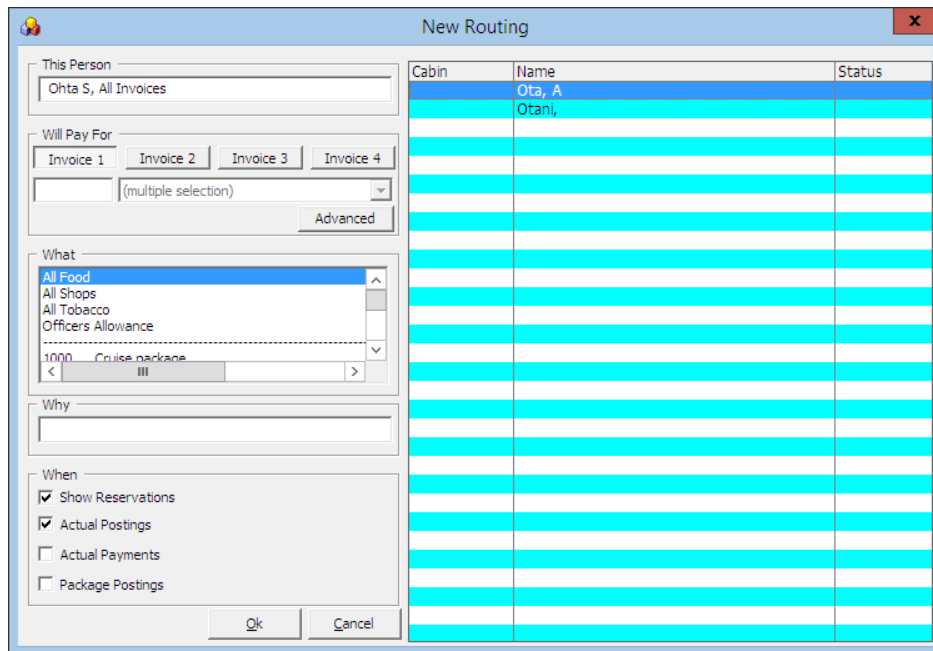 New Routing
x
This Person
Ohta S, All Invoices
Will Pay For
Invoice 1 Invoice 2 Invoice 3 Invoice 4
(multiple selection)
Advanced
What
All Food
All Shops
All Tobacco
Officers Allowance
--------------------------------------------------
1000 Cruise package
Why
When
Show Reservations
Actual Postings
Actual Payments
Package Postings
Ok Cancel
Cabin Name Status
Ota, A
Otani,